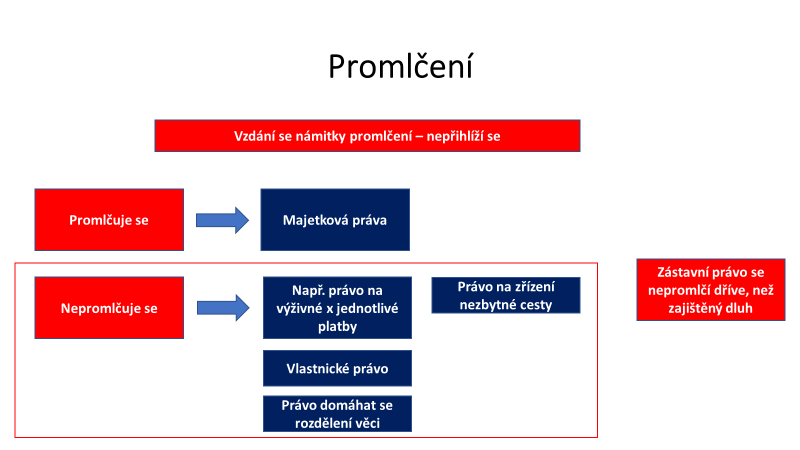 Promlčení
Vzdání se námitky promlčení – nepřihlíží se
Promlčuje se
Majetková práva
Nepromlčuje se
Např. právo na
výživné x jednotlivé
platby
Právo na zřízení
nezbytné cesty
Vlastnické právo
Právo domáhat se
rozdělení věci
Zástavní právo se
nepromlčí dříve, než
zajištěný dluh